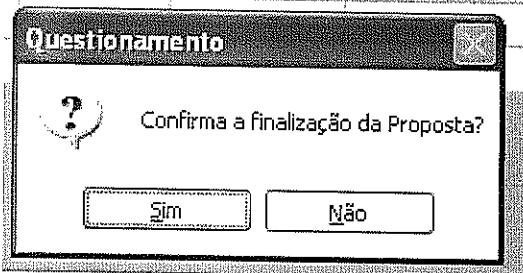 Questionamento
?
Confirma a finalização da Proposta?
Sim
Não